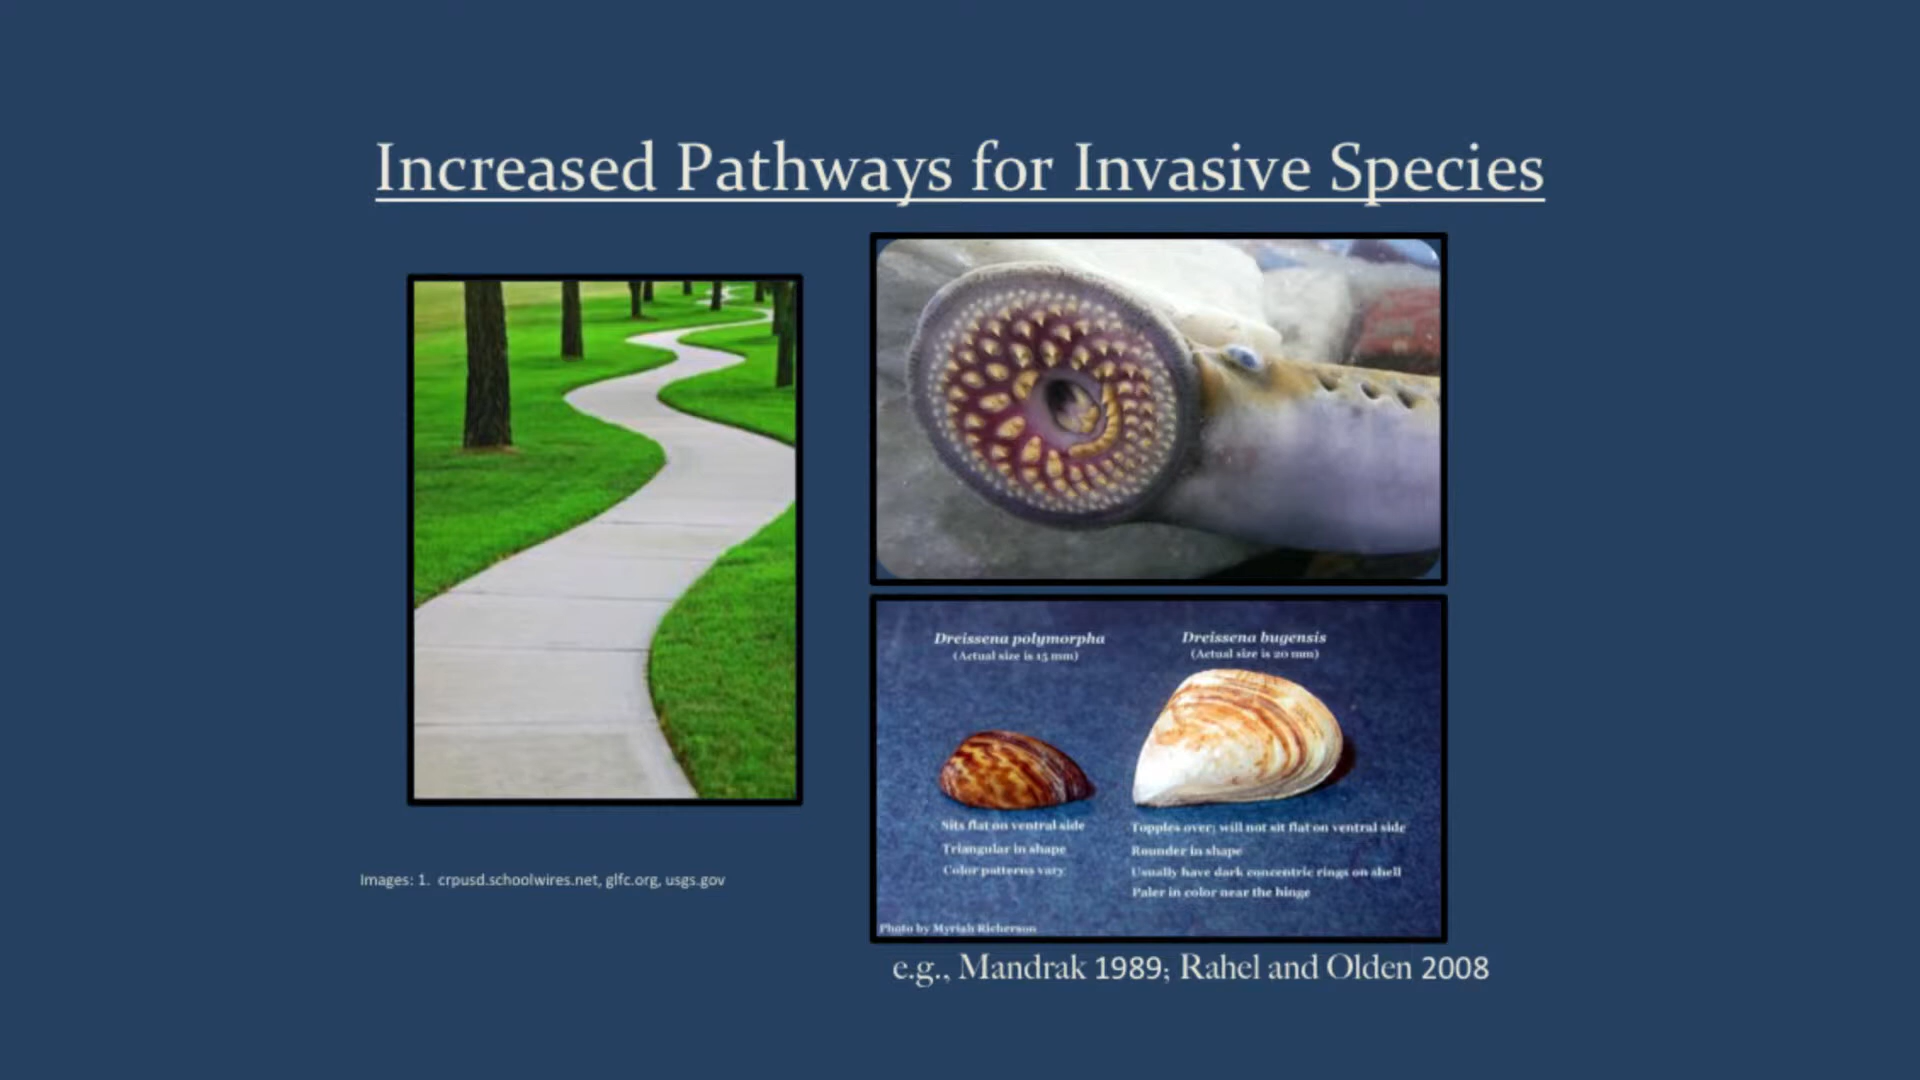 Increased Pathways for Invasive Species
Dreissena polymorpha
(Actual size is 15 mm)
Sits flat on ventral side
Triangular in shape
Color patterns vary
Dreissena bugensis
(Actual size is 20 mm)
Topples over; will not sit flat on ventral side
Rounder in shape
Usually have dark concentric rings on shell
Paler in color near the hinge
Photo by Myriah Richerson
Images: 1. crpusd.schoolwires.net, glfc.org, usgs.gov
e.g., Mandrak 1989; Rahel and Olden 2008